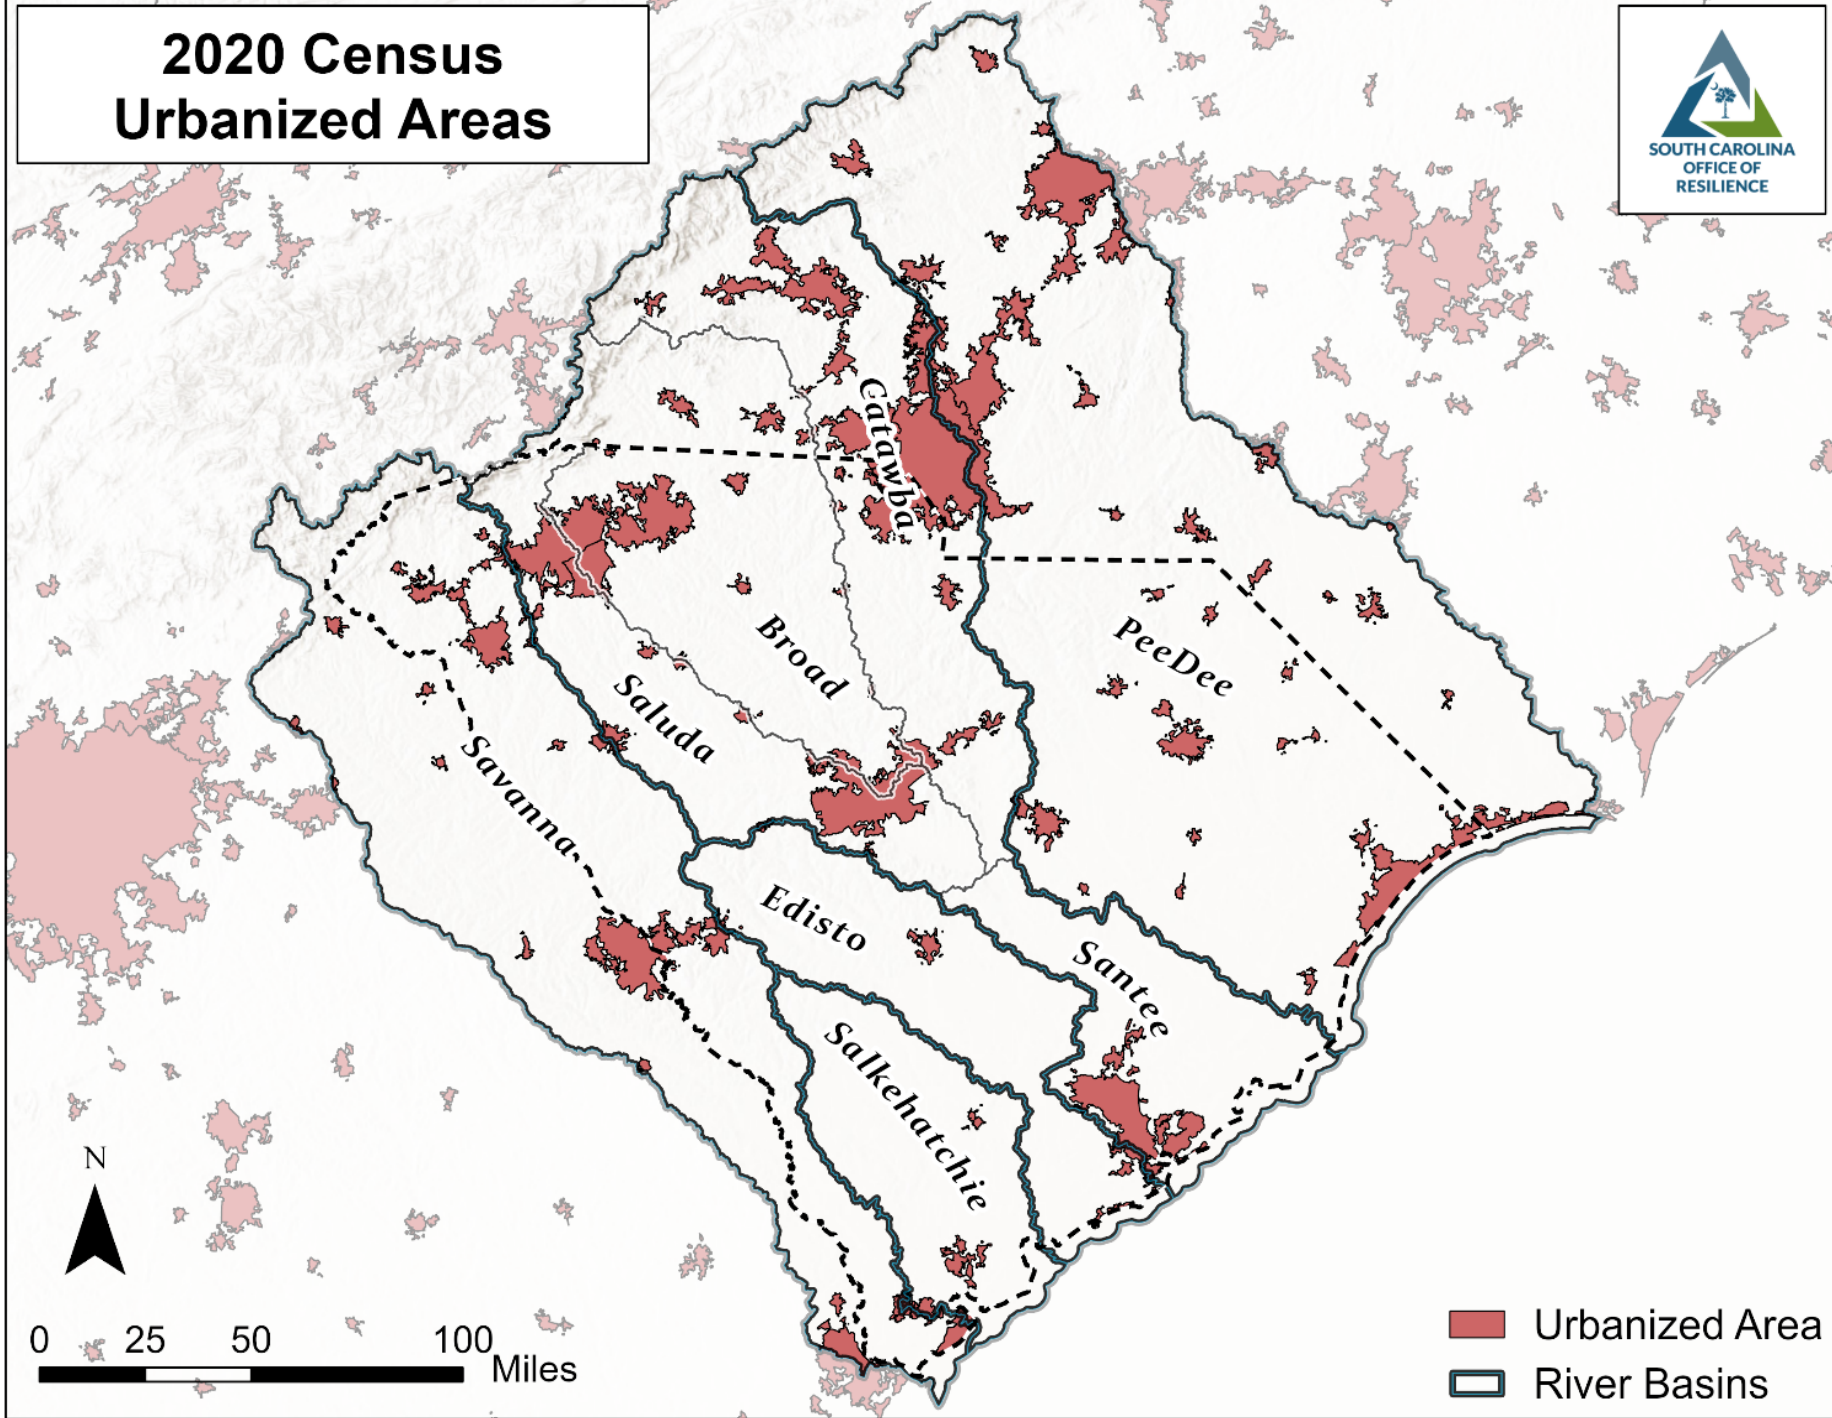 2020 Census
Urbanized Areas
SOUTH CAROLINA
OFFICE OF
RESILIENCE
Catawba
PeeDee
Broad
Saluda
Savanna
Edisto
Santee
Salkehatchie
N
0 25 50 100
Miles
Urbanized Area
River Basins